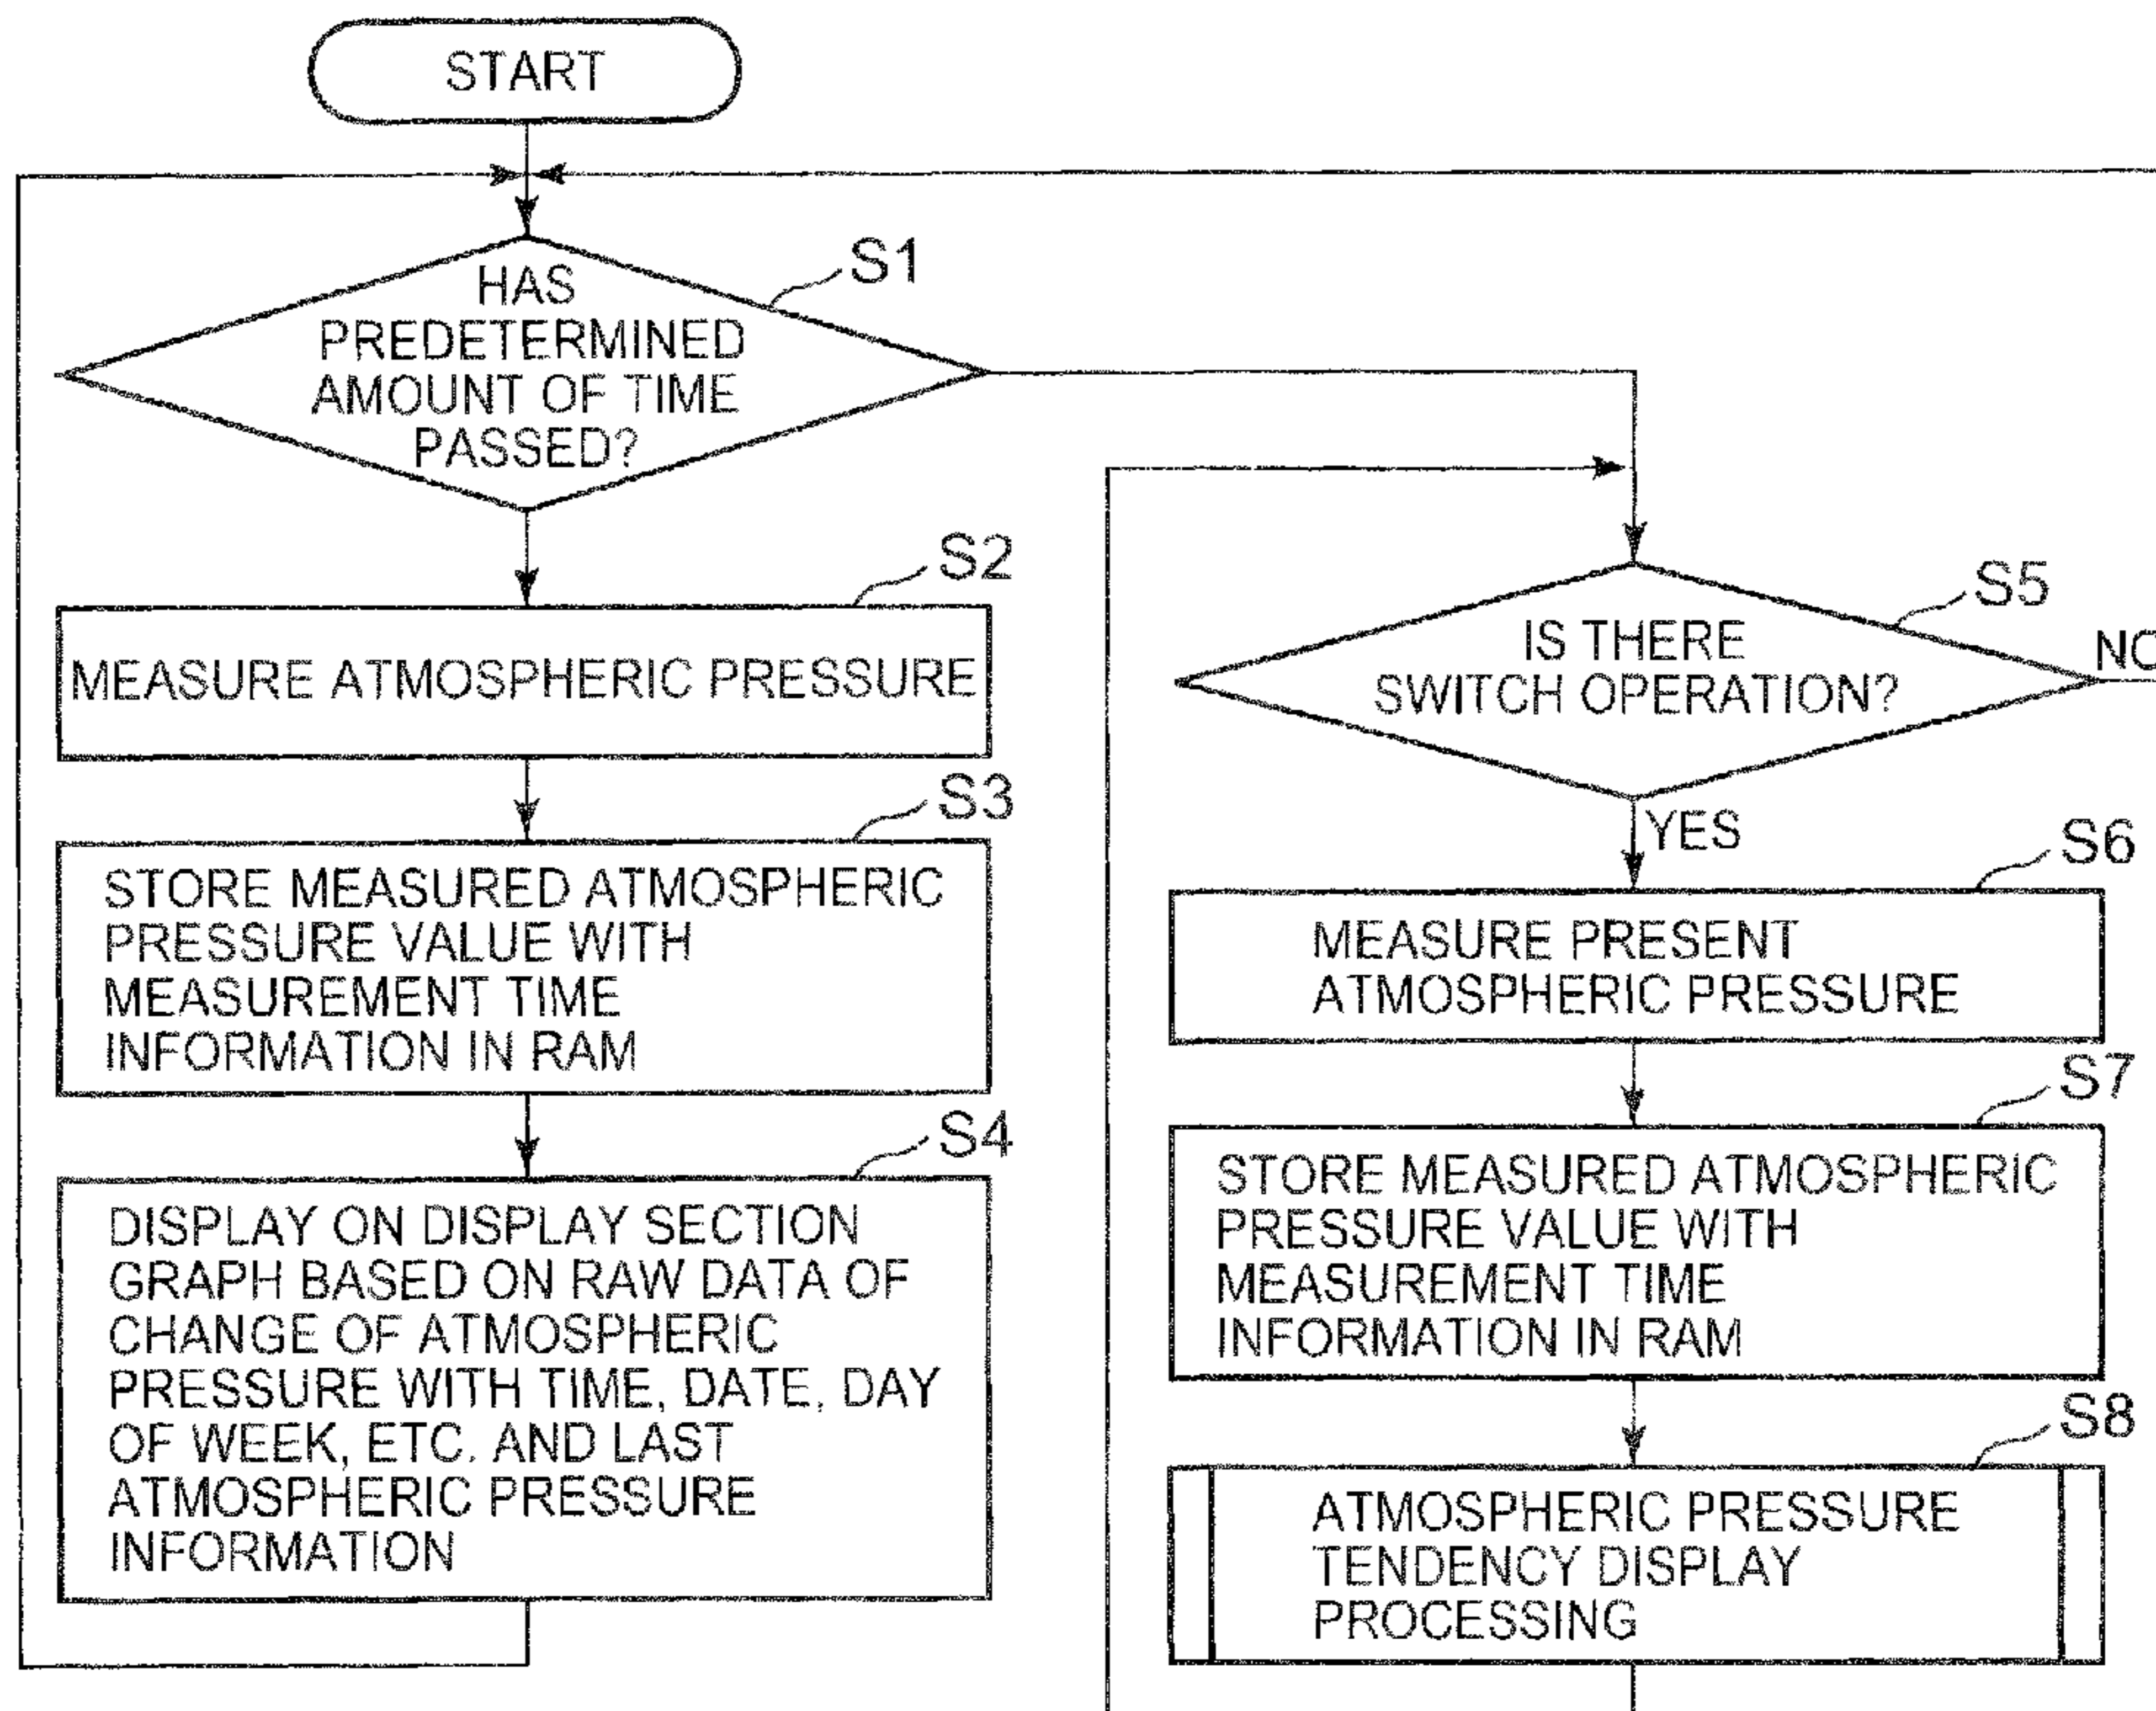 START
S1
HAS
PREDETERMINED
AMOUNT OF TIME
PASSED?
S2
MEASURE ATMOSPHERIC PRESSURE
S3
STORE MEASURED ATMOSPHERIC
PRESSURE VALUE WITH
MEASUREMENT TIME
INFORMATION IN RAM
S4
DISPLAY ON DISPLAY SECTION
GRAPH BASED ON RAW DATA OF
CHANGE OF ATMOSPHERIC
PRESSURE WITH TIME, DATE, DAY
OF WEEK, ETC. AND LAST
ATMOSPHERIC PRESSURE
INFORMATION
S5
IS THERE
SWITCH OPERATION?
NO
YES
S6
MEASURE PRESENT
ATMOSPHERIC PRESSURE
S7
STORE MEASURED ATMOSPHERIC
PRESSURE VALUE WITH
MEASUREMENT TIME
INFORMATION IN RAM
S8
ATMOSPHERIC PRESSURE
TENDENCY DISPLAY
PROCESSING